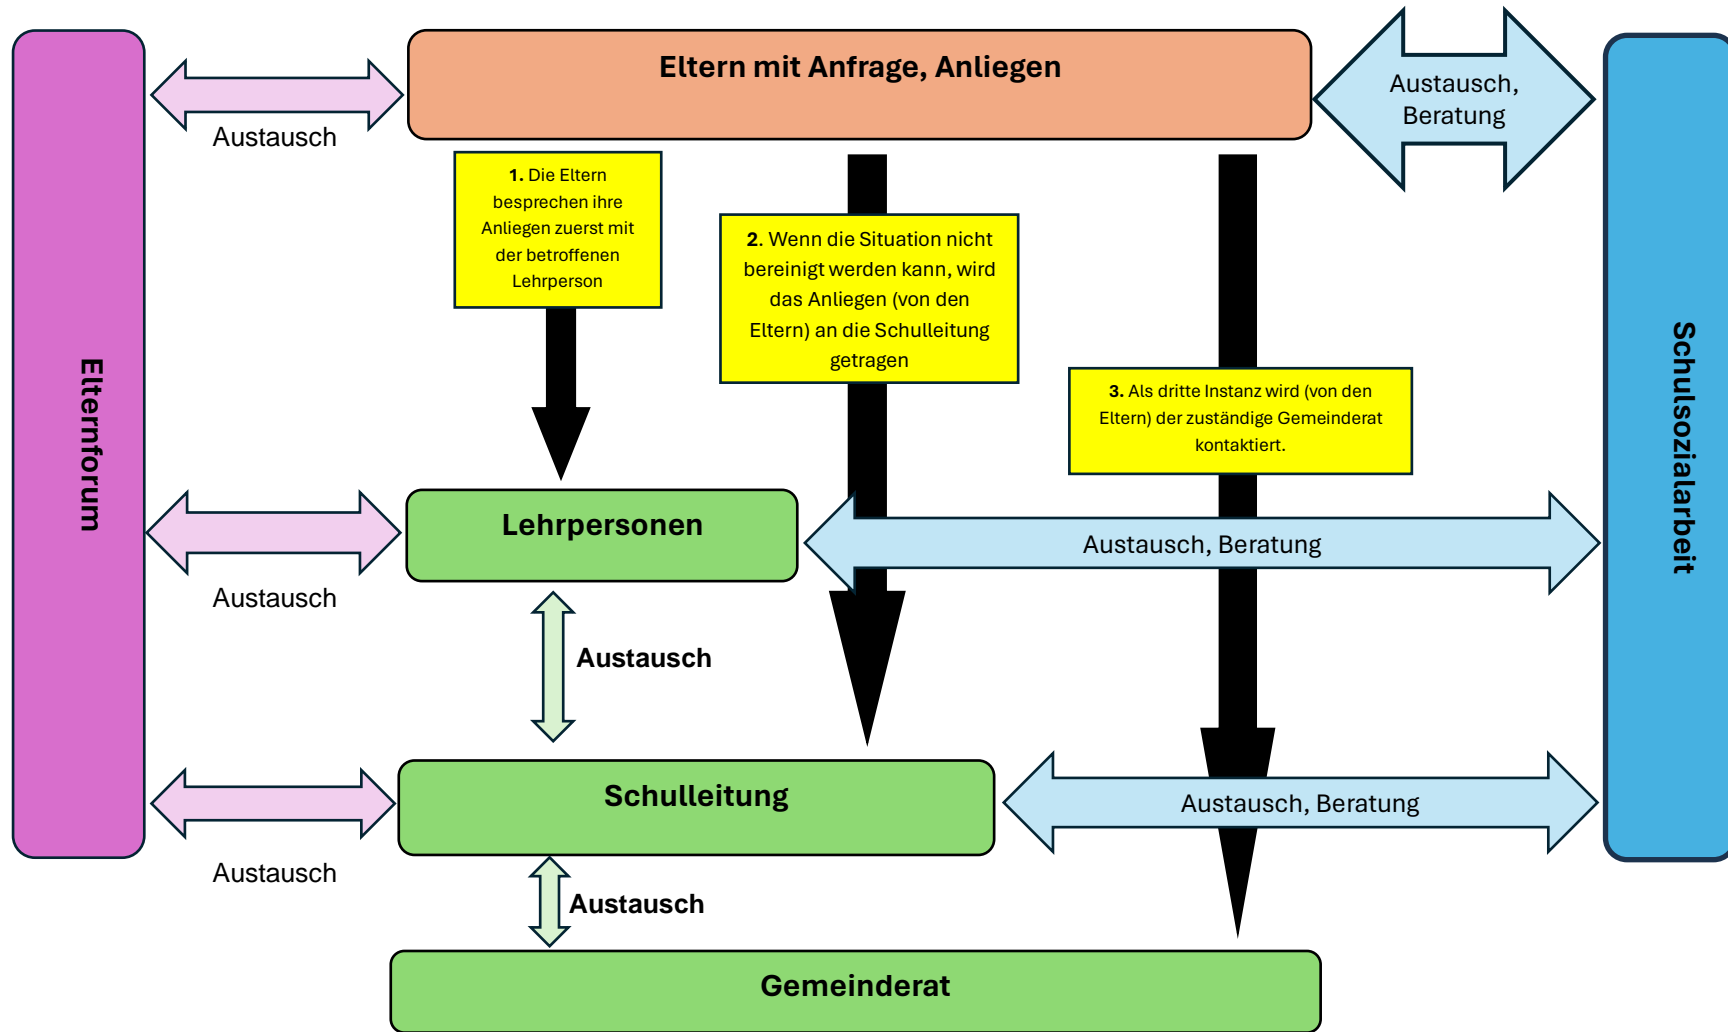 Eltern mit Anfrage, Anliegen
Austausch,
Beratung
Austausch
1. Die Eltern
besprechen ihre
Anliegen zuerst mit
der betroffenen
Lehrperson
2. Wenn die Situation nicht
bereinigt werden kann, wird
das Anliegen (von den
Eltern) an die Schulleitung
getragen
3. Als dritte Instanz wird (von den
Eltern) der zuständige Gemeinderat
kontaktiert.
Elternforum
Schulsozialarbeit
Lehrpersonen
Austausch, Beratung
Austausch
Austausch
Schulleitung
Austausch, Beratung
Austausch
Austausch
Gemeinderat